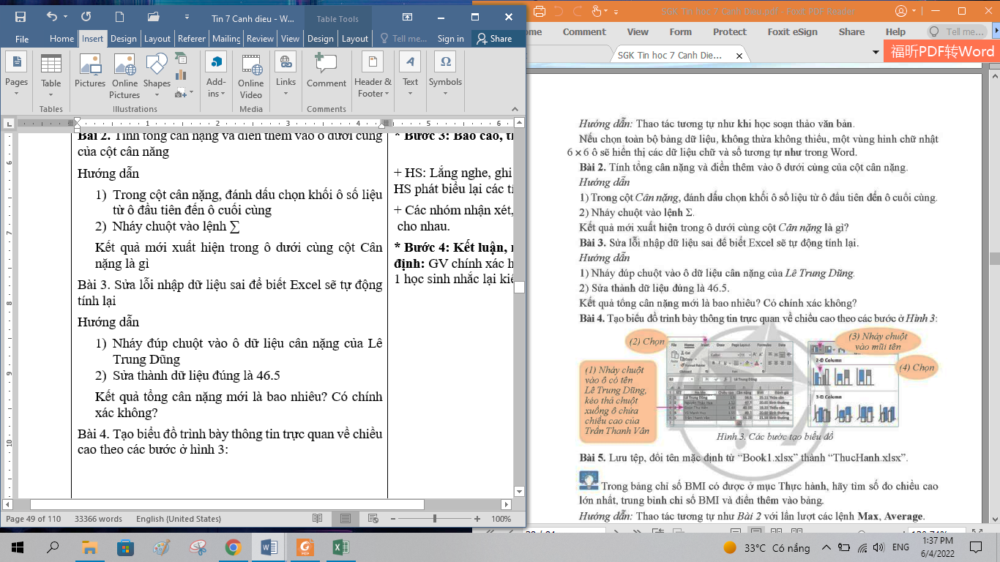 Tin 7 Canh dieu - W...
Table Tools
File
Home
Insert
Design
Layout
Referer
Mailing
Review
View
Design
Layout
Tell me...
Sign in
Share
Pages
Table
Pictures
Online
Pictures
Shapes
Add-
ins
Online
Video
Links
Comment
Header &
Footer
Text
Symbols
Tables
Illustrations
Media
Comments
1 2 3 4 5 6
Bài 2. Tính tổng cân nặng và điền thêm vào ô dưới cùng
của cột cân năng
Hướng dẫn
1) Trong cột cân nặng, đánh dấu chọn khối ô số liệu
từ ô đầu tiên đến ô cuối cùng
2) Nháy chuột vào lệnh ∑
Kết quả mới xuất hiện trong ô dưới cùng cột Cân
nặng là gì
Bài 3. Sửa lỗi nhập dữ liệu sai để biết Excel sẽ tự động
tính lại
Hướng dẫn
1) Nháy đúp chuột vào ô dữ liệu cân nặng của Lê
Trung Dũng
2) Sửa thành dữ liệu đúng là 46.5
Kết quả tổng cân nặng mới là bao nhiêu? Có chính
xác không?
Bài 4. Tạo biểu đồ trình bày thông tin trực quan về chiều
cao theo các bước ở hình 3:
* Bước 3: Báo cáo, th
+ HS: Lắng nghe, ghi
HS phát biểu lại các tí
+ Các nhóm nhận xét,
cho nhau.
* Bước 4: Kết luận, n
định: GV chính xác h
1 học sinh nhắc lại kiế
Page 49 of 110
33366 words
English (United States)
100%
SGK Tin hoc 7 Canh Dieu.pdf - Foxit PDF Reader
ome
Comment
View
Form
Protect
Foxit eSign
Share
Help
Tell me...
SGK Tin hoc 7 Canh Die...
福昕PDF转Word
Hướng dẫn: Thao tác tương tự như khi học soạn thảo văn bản.
Nếu chọn toàn bộ bảng dữ liệu, không thừa không thiếu, một vùng hình chữ nhật
6 × 6 ô sẽ hiển thị các dữ liệu chữ và số tương tự như trong Word.
Bài 2. Tính tổng cân nặng và điền thêm vào ô dưới cùng của cột cân nặng.
Hướng dẫn
1) Trong cột Cân nặng, đánh dấu chọn khối ô số liệu từ ô đầu tiên đến ô cuối cùng.
2) Nháy chuột vào lệnh Σ.
Kết quả mới xuất hiện trong ô dưới cùng cột Cân nặng là gì?
Bài 3. Sửa lỗi nhập dữ liệu sai để biết Excel sẽ tự động tính lại.
Hướng dẫn
1) Nháy đúp chuột vào ô dữ liệu cân nặng của Lê Trung Dũng.
2) Sửa thành dữ liệu đúng là 46.5.
Kết quả tổng cân nặng mới là bao nhiêu? Có chính xác không?
Bài 4. Tạo biểu đồ trình bày thông tin trực quan về chiều cao theo các bước ở Hình 3:
(2) Chọn
(3) Nháy chuột
vào mũi tên
(4) Chọn
(1) Nháy chuột
vào ô có tên
Lê Trung Dũng,
kéo thả chuột
xuống ô chứa
chiều cao của
Trần Thanh Vân
2-D Column
3-D Column
Hình 3. Các bước tạo biểu đồ
Bài 5. Lưu tệp, đổi tên mặc định từ “Book1.xlsx” thành “ThucHanh.xlsx”.
Trong bảng chỉ số BMI có được ở mục Thực hành, hãy tìm số đo chiều cao
lớn nhất, trung bình chỉ số BMI và điền thêm vào bảng.
Hướng dẫn: Thao tác tương tự như Bài 2 với lần lượt các lệnh Max, Average.
33°C Có nắng
ENG
1:37 PM
6/4/2022